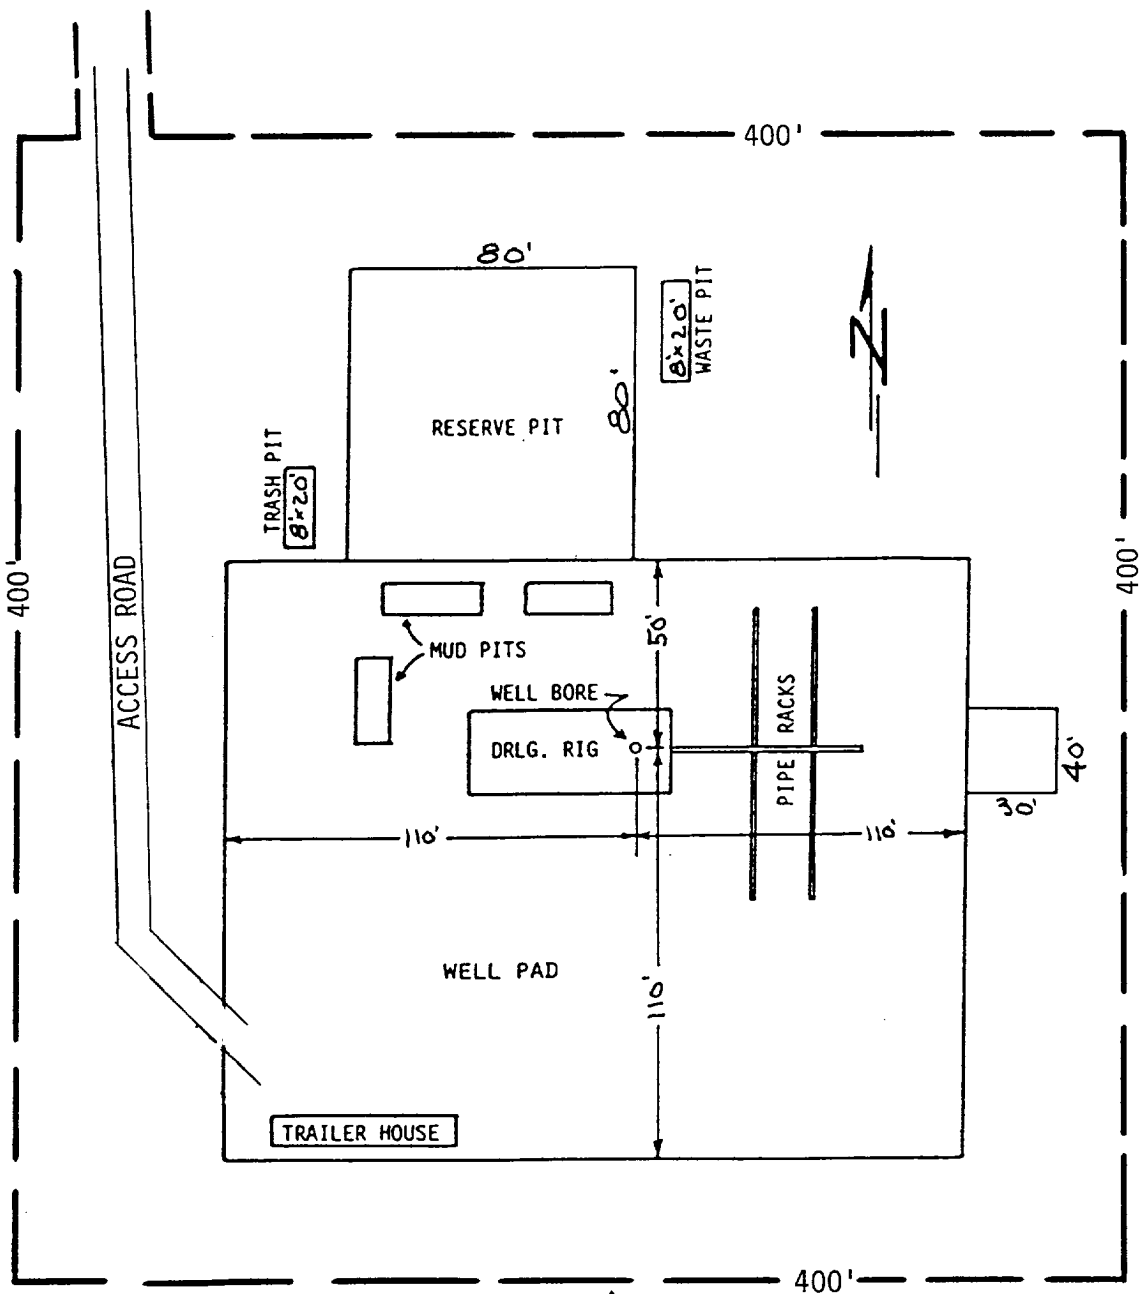 400'
80'
8'x20'
WASTE PIT
N
80'
RESERVE PIT
TRASH PIT
8'x20'
400'
ACCESS ROAD
400'
50'
MUD PITS
WELL BORE
PIPE RACKS
DRLG. RIG
40'
30'
110'
110'
WELL PAD
110'
TRAILER HOUSE
400'